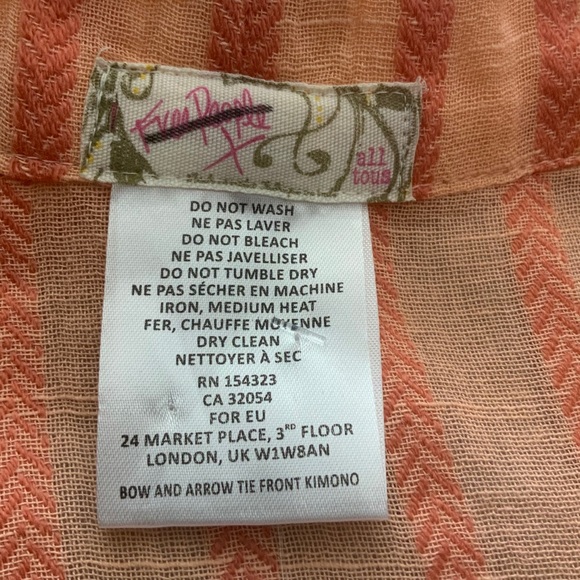 Free People
all
tous
DO NOT WASH
NE PAS LAVER
DO NOT BLEACH
NE PAS JAVELLISER
DO NOT TUMBLE DRY
NE PAS SÉCHER EN MACHINE
IRON, MEDIUM HEAT
FER, CHAUFFE MOYENNE
DRY CLEAN
NETTOYER À SEC
RN 154323
CA 32054
FOR EU
24 MARKET PLACE, 3RD FLOOR
LONDON, UK W1W8AN
BOW AND ARROW TIE FRONT KIMONO